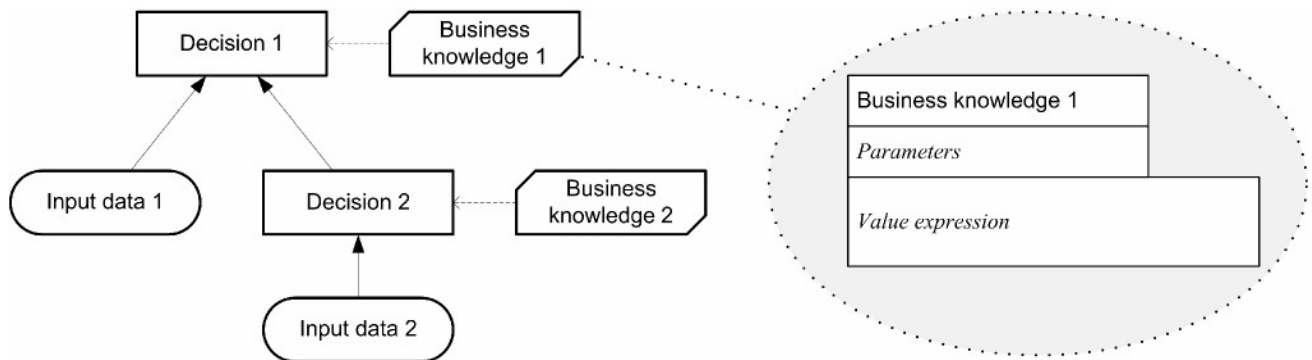 Decision 1
Business
knowledge 1
Business knowledge 1
Parameters
Value expression
Input data 1
Decision 2
Business
knowledge 2
Input data 2